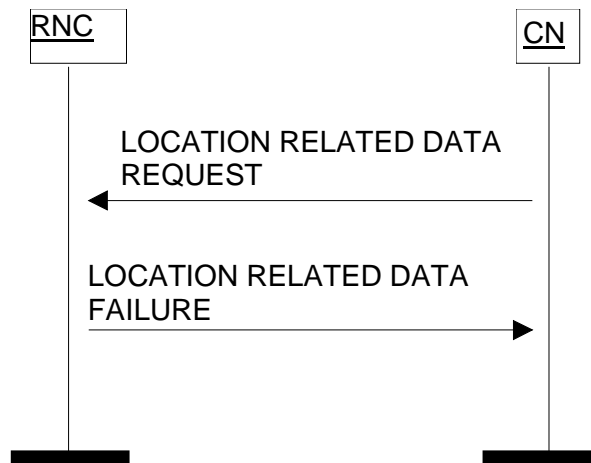 RNC
CN
LOCATION RELATED DATA
REQUEST
LOCATION RELATED DATA
FAILURE